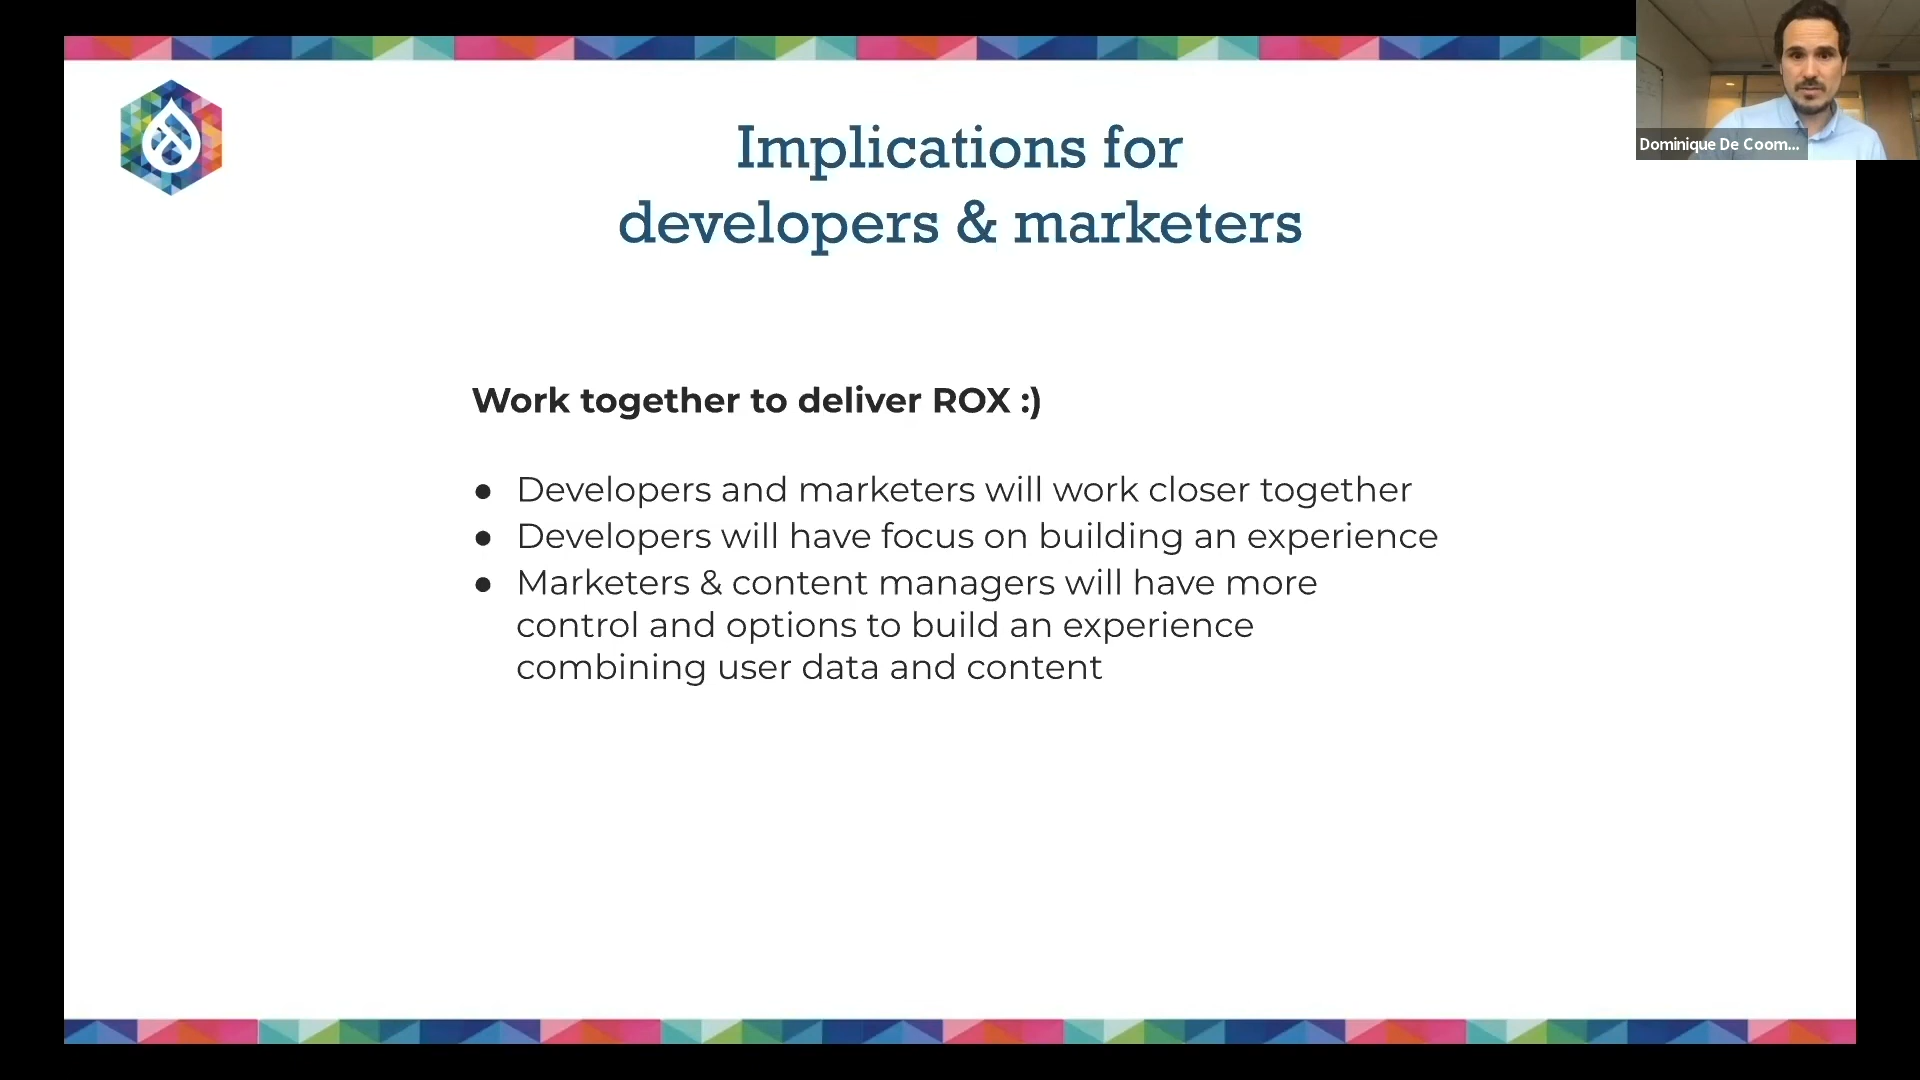 Implications for
developers & marketers
Dominique De Coom...
Work together to deliver ROX :)
● Developers and marketers will work closer together
● Developers will have focus on building an experience
● Marketers & content managers will have more
control and options to build an experience
combining user data and content